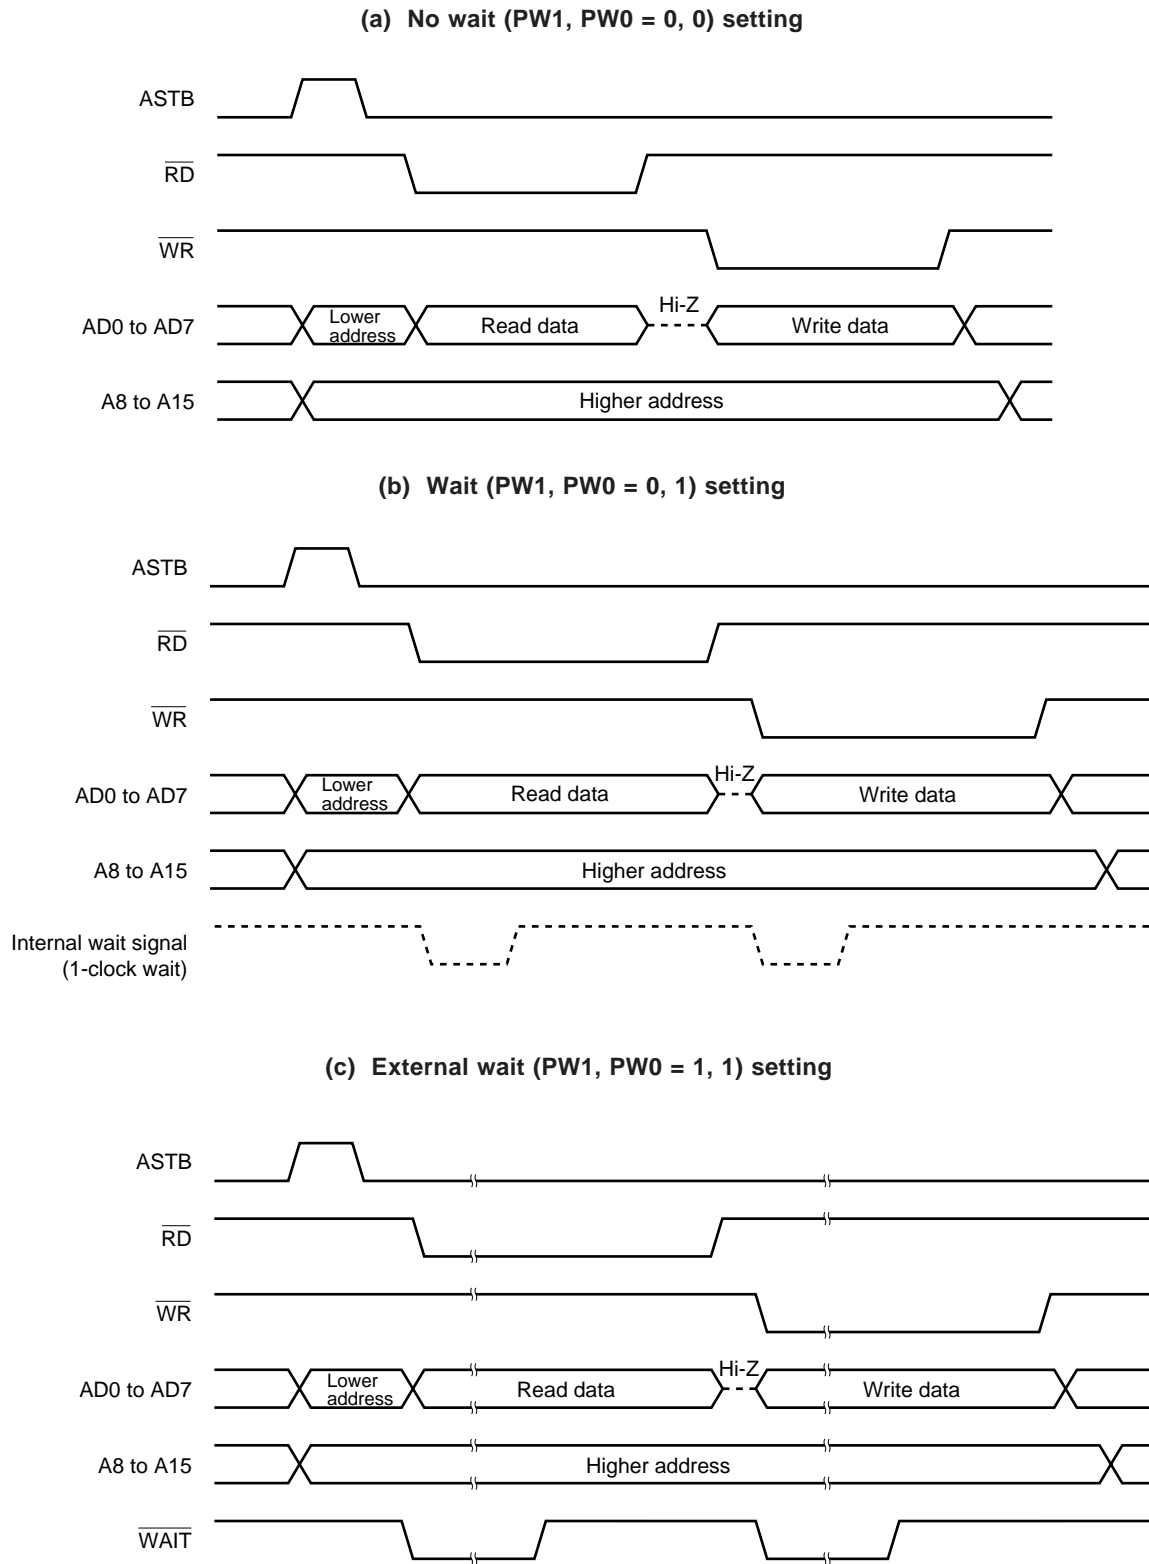 (a) No wait (PW1, PW0 = 0, 0) setting
ASTB
RD
WR
Hi-Z
AD0 to AD7
Lower
address
Read data
Write data
A8 to A15
Higher address
(b) Wait (PW1, PW0 = 0, 1) setting
ASTB
RD
WR
Hi-Z
AD0 to AD7
Lower
address
Read data
Write data
A8 to A15
Higher address
Internal wait signal
(1-clock wait)
(c) External wait (PW1, PW0 = 1, 1) setting
ASTB
RD
WR
Hi-Z
AD0 to AD7
Lower
address
Read data
Write data
A8 to A15
Higher address
WAIT